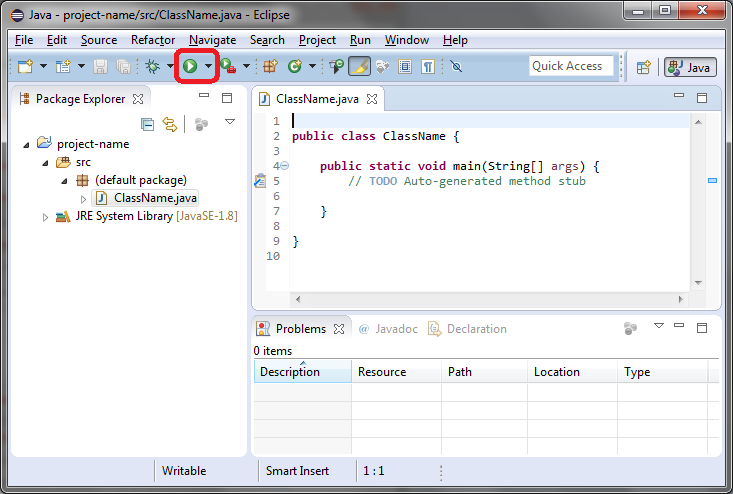 Java - project-name/src/ClassName.java - Eclipse
File Edit Source Refactor Navigate Search Project Run Window Help
Quick Access
Java
Package Explorer
project-name
src
(default package)
ClassName.java
JRE System Library [JavaSE-1.8]
ClassName.java
1
2 public class ClassName {
3
4 public static void main(String[] args) {
5 // TODO Auto-generated method stub
6
7 }
8
9 }
10
Problems @ Javadoc Declaration
0 items
Description Resource Path Location Type
Writable Smart Insert 1 : 1